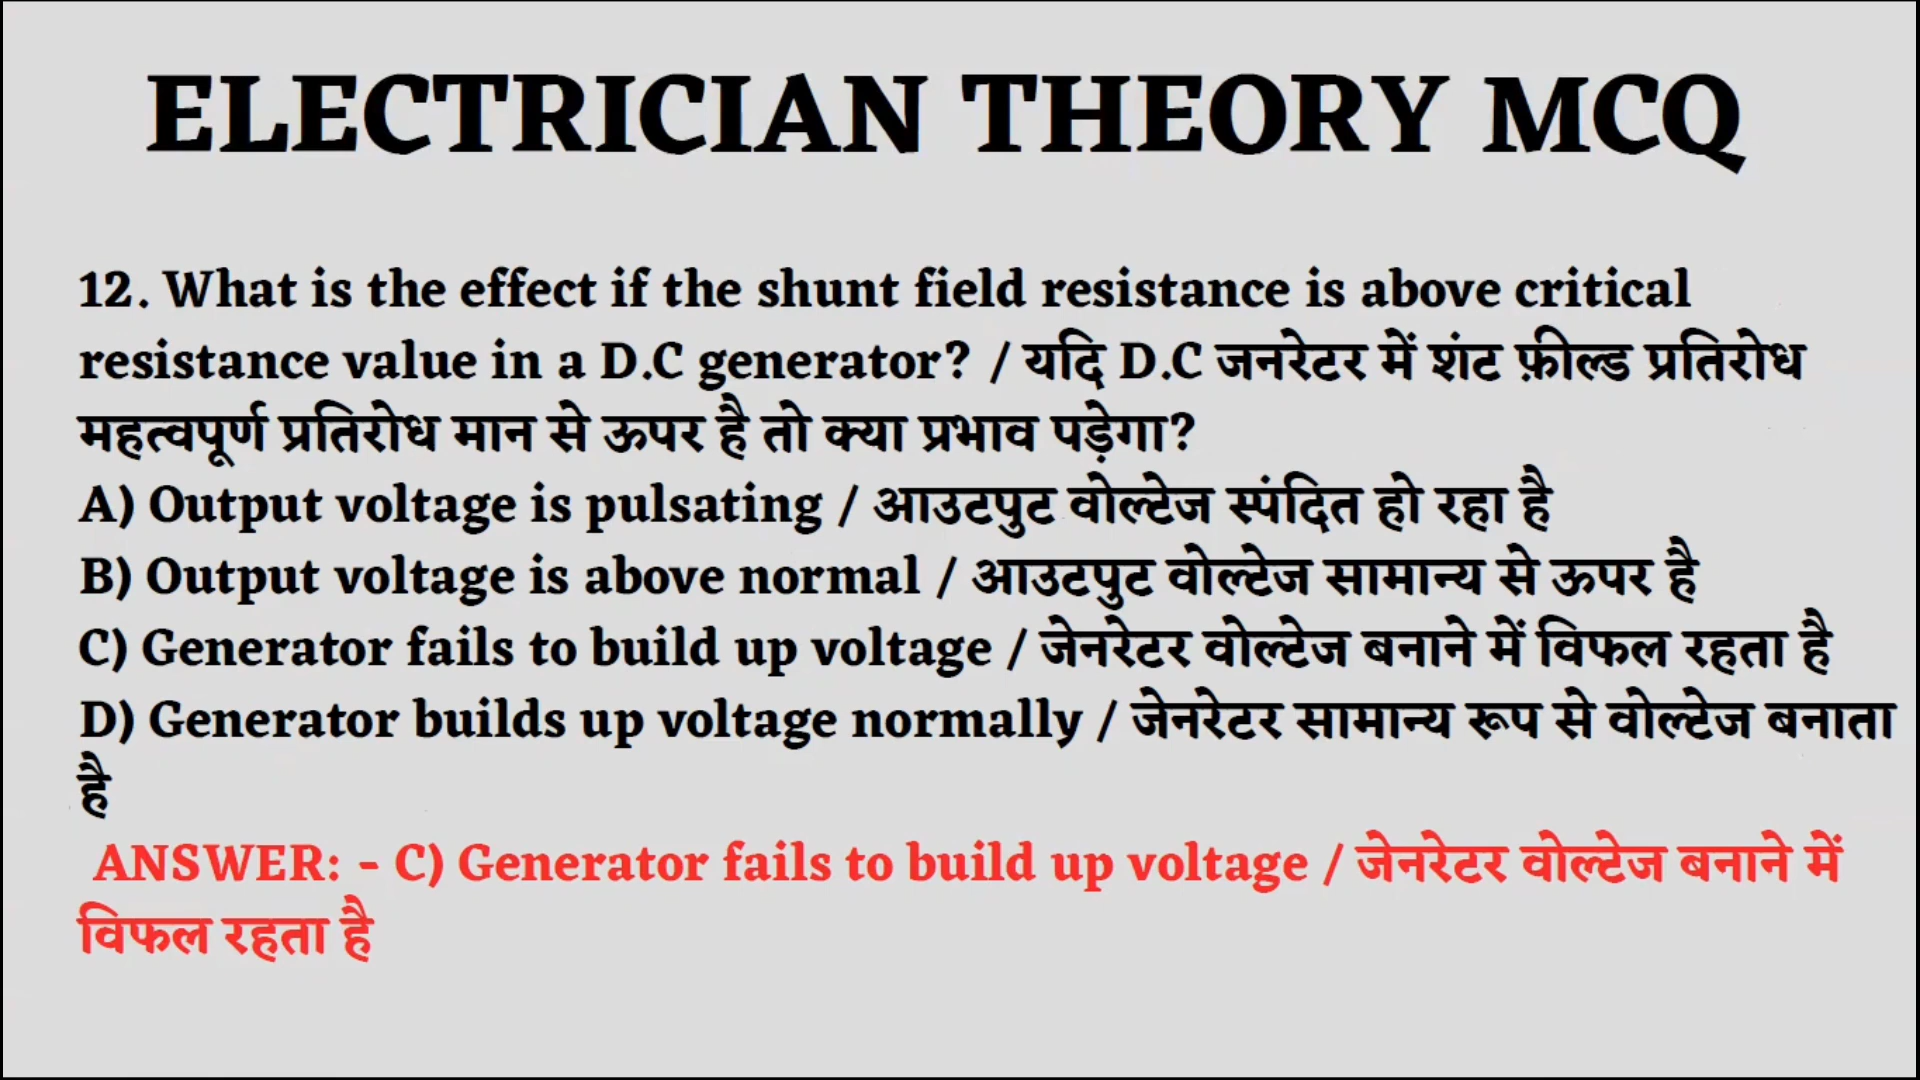 ELECTRICIAN THEORY MCQ
12. What is the effect if the shunt field resistance is above critical
resistance value in a D.C generator? / यदि D.C जनरेटर में शंट फ़ील्ड प्रतिरोध
महत्वपूर्ण प्रतिरोध मान से ऊपर है तो क्या प्रभाव पड़ेगा?
A) Output voltage is pulsating / आउटपुट वोल्टेज स्पंदित हो रहा है
B) Output voltage is above normal / आउटपुट वोल्टेज सामान्य से ऊपर है
C) Generator fails to build up voltage / जेनरेटर वोल्टेज बनाने में विफल रहता है
D) Generator builds up voltage normally / जेनरेटर सामान्य रूप से वोल्टेज बनाता
है
ANSWER: - C) Generator fails to build up voltage / जेनरेटर वोल्टेज बनाने में
विफल रहता है